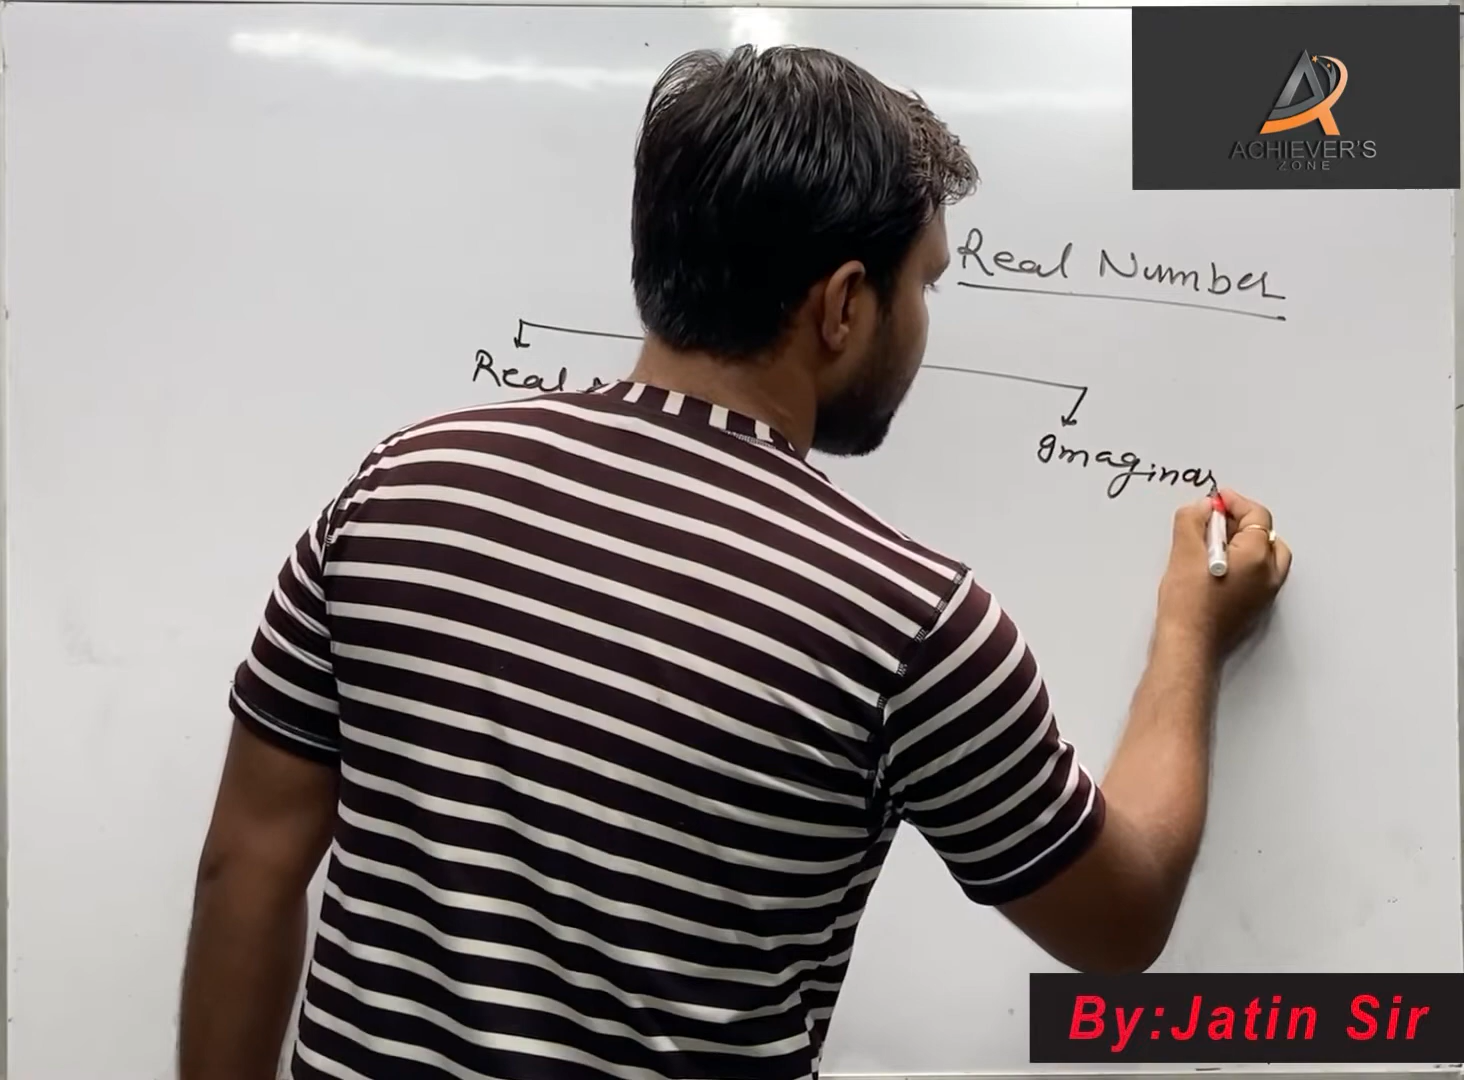 ACHIEVER'S
ZONE
Real Number
Real
Imaginar
By:Jatin Sir